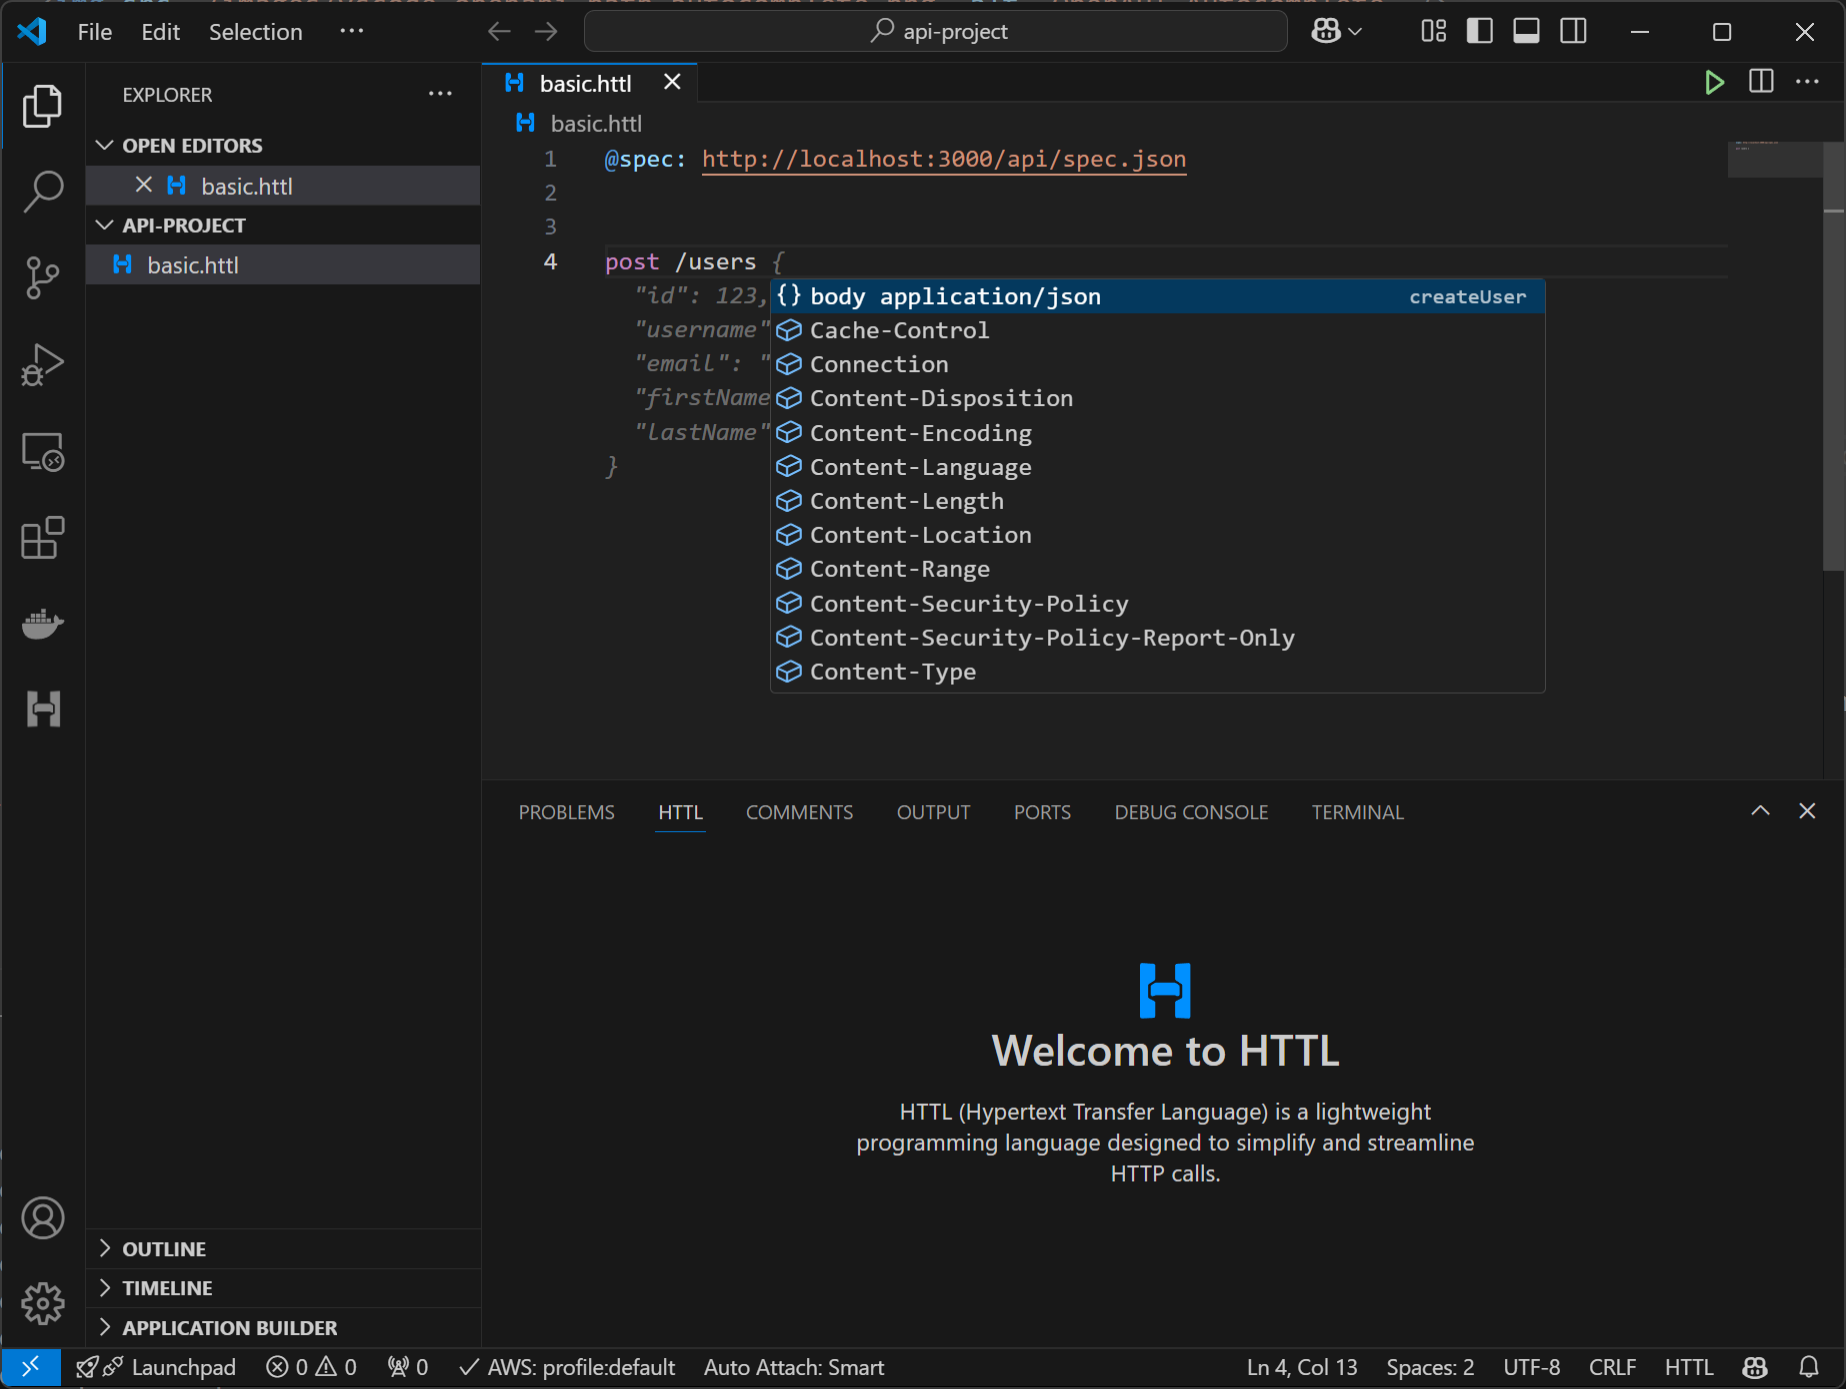 File Edit Selection ···
api-project
EXPLORER
OPEN EDITORS
basic.httl
API-PROJECT
basic.httl
OUTLINE
TIMELINE
APPLICATION BUILDER
basic.httl
basic.httl
1 @spec: http://localhost:3000/api/spec.json
2
3
4 post /users {
"id": 123,
"username"
"email": "
"firstName
"lastName"
}
{} body application/json createUser
Cache-Control
Connection
Content-Disposition
Content-Encoding
Content-Language
Content-Length
Content-Location
Content-Range
Content-Security-Policy
Content-Security-Policy-Report-Only
Content-Type
PROBLEMS HTTL COMMENTS OUTPUT PORTS DEBUG CONSOLE TERMINAL
Welcome to HTTL
HTTL (Hypertext Transfer Language) is a lightweight
programming language designed to simplify and streamline
HTTP calls.
Launchpad 0 0 0 AWS: profile:default Auto Attach: Smart Ln 4, Col 13 Spaces: 2 UTF-8 CRLF HTTL